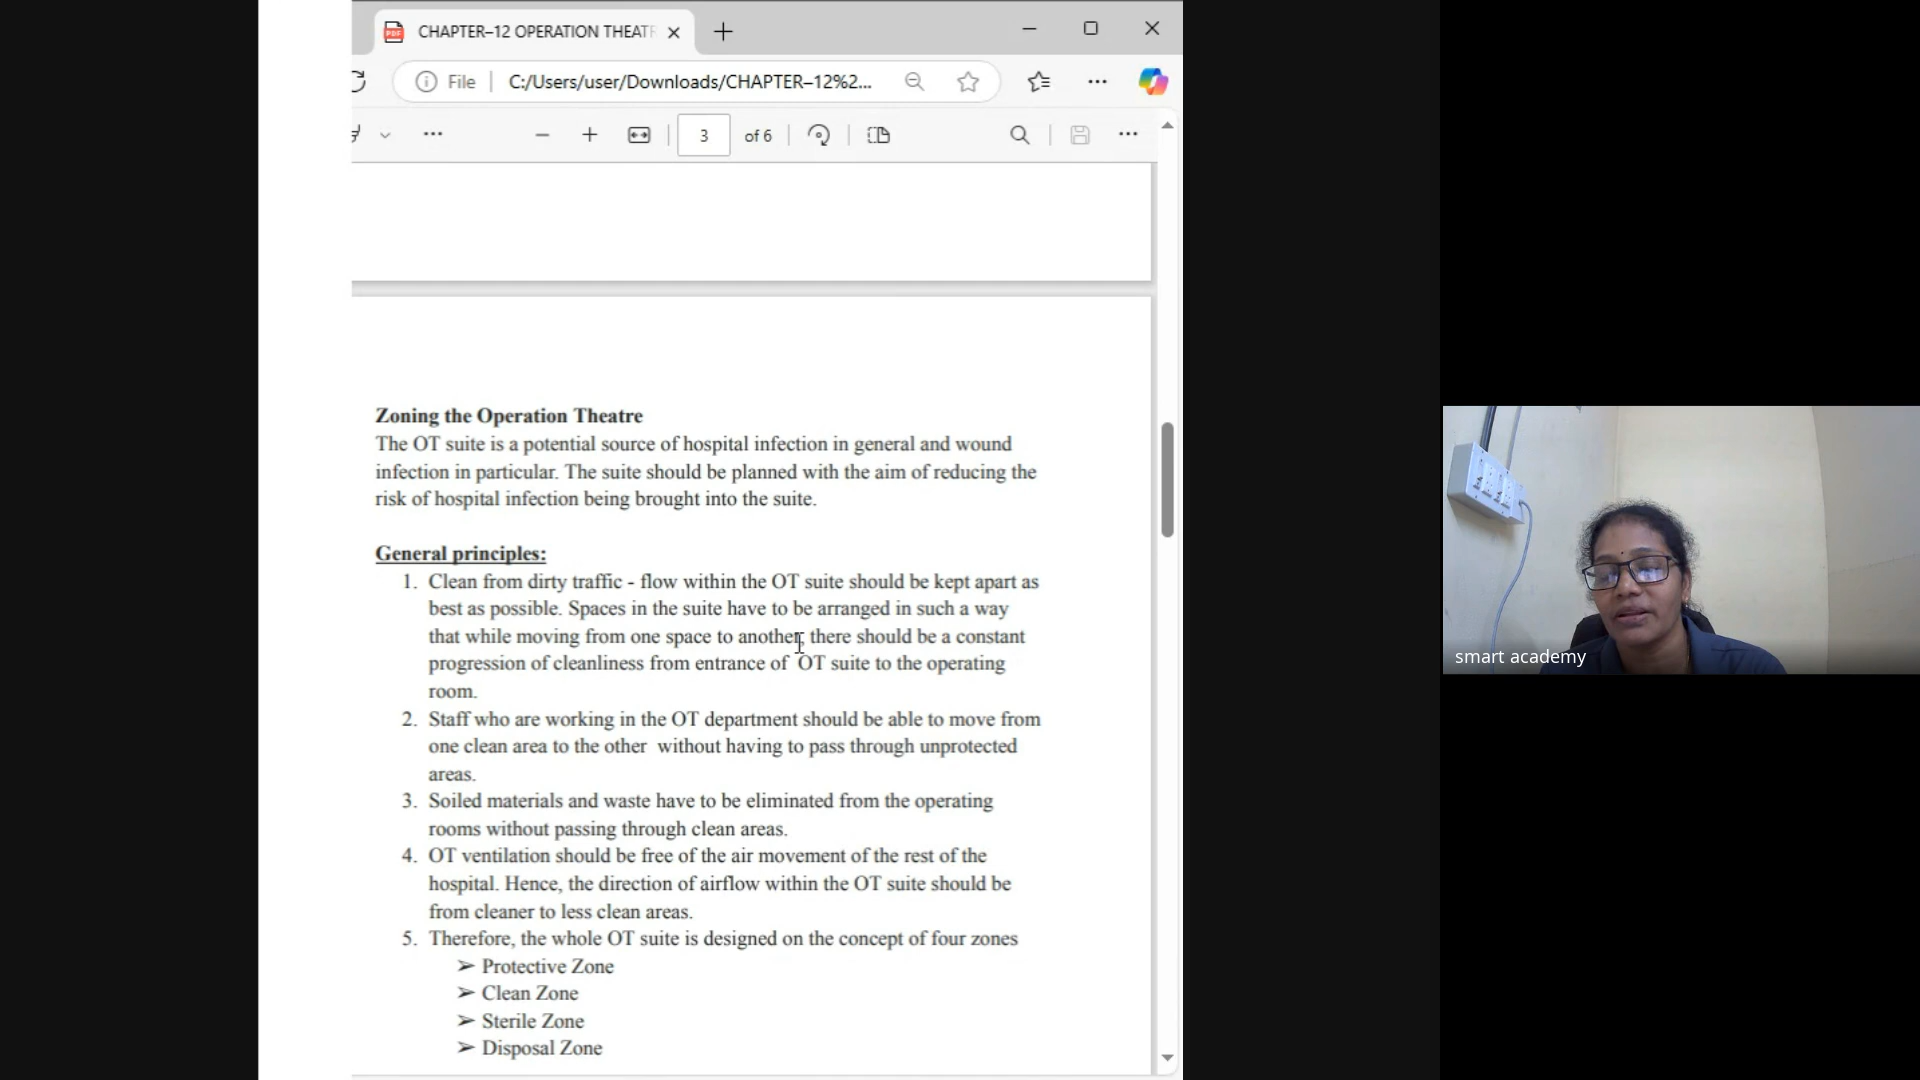 CHAPTER–12 OPERATION THEAT
File
C:/Users/user/Downloads/CHAPTER–12%2...
3 of 6
Zoning the Operation Theatre
The OT suite is a potential source of hospital infection in general and wound
infection in particular. The suite should be planned with the aim of reducing the
risk of hospital infection being brought into the suite.
General principles:
1. Clean from dirty traffic - flow within the OT suite should be kept apart as
best as possible. Spaces in the suite have to be arranged in such a way
that while moving from one space to another, there should be a constant
progression of cleanliness from entrance of OT suite to the operating
room.
2. Staff who are working in the OT department should be able to move from
one clean area to the other without having to pass through unprotected
areas.
3. Soiled materials and waste have to be eliminated from the operating
rooms without passing through clean areas.
4. OT ventilation should be free of the air movement of the rest of the
hospital. Hence, the direction of airflow within the OT suite should be
from cleaner to less clean areas.
5. Therefore, the whole OT suite is designed on the concept of four zones
➢ Protective Zone
➢ Clean Zone
➢ Sterile Zone
➢ Disposal Zone
smart academy